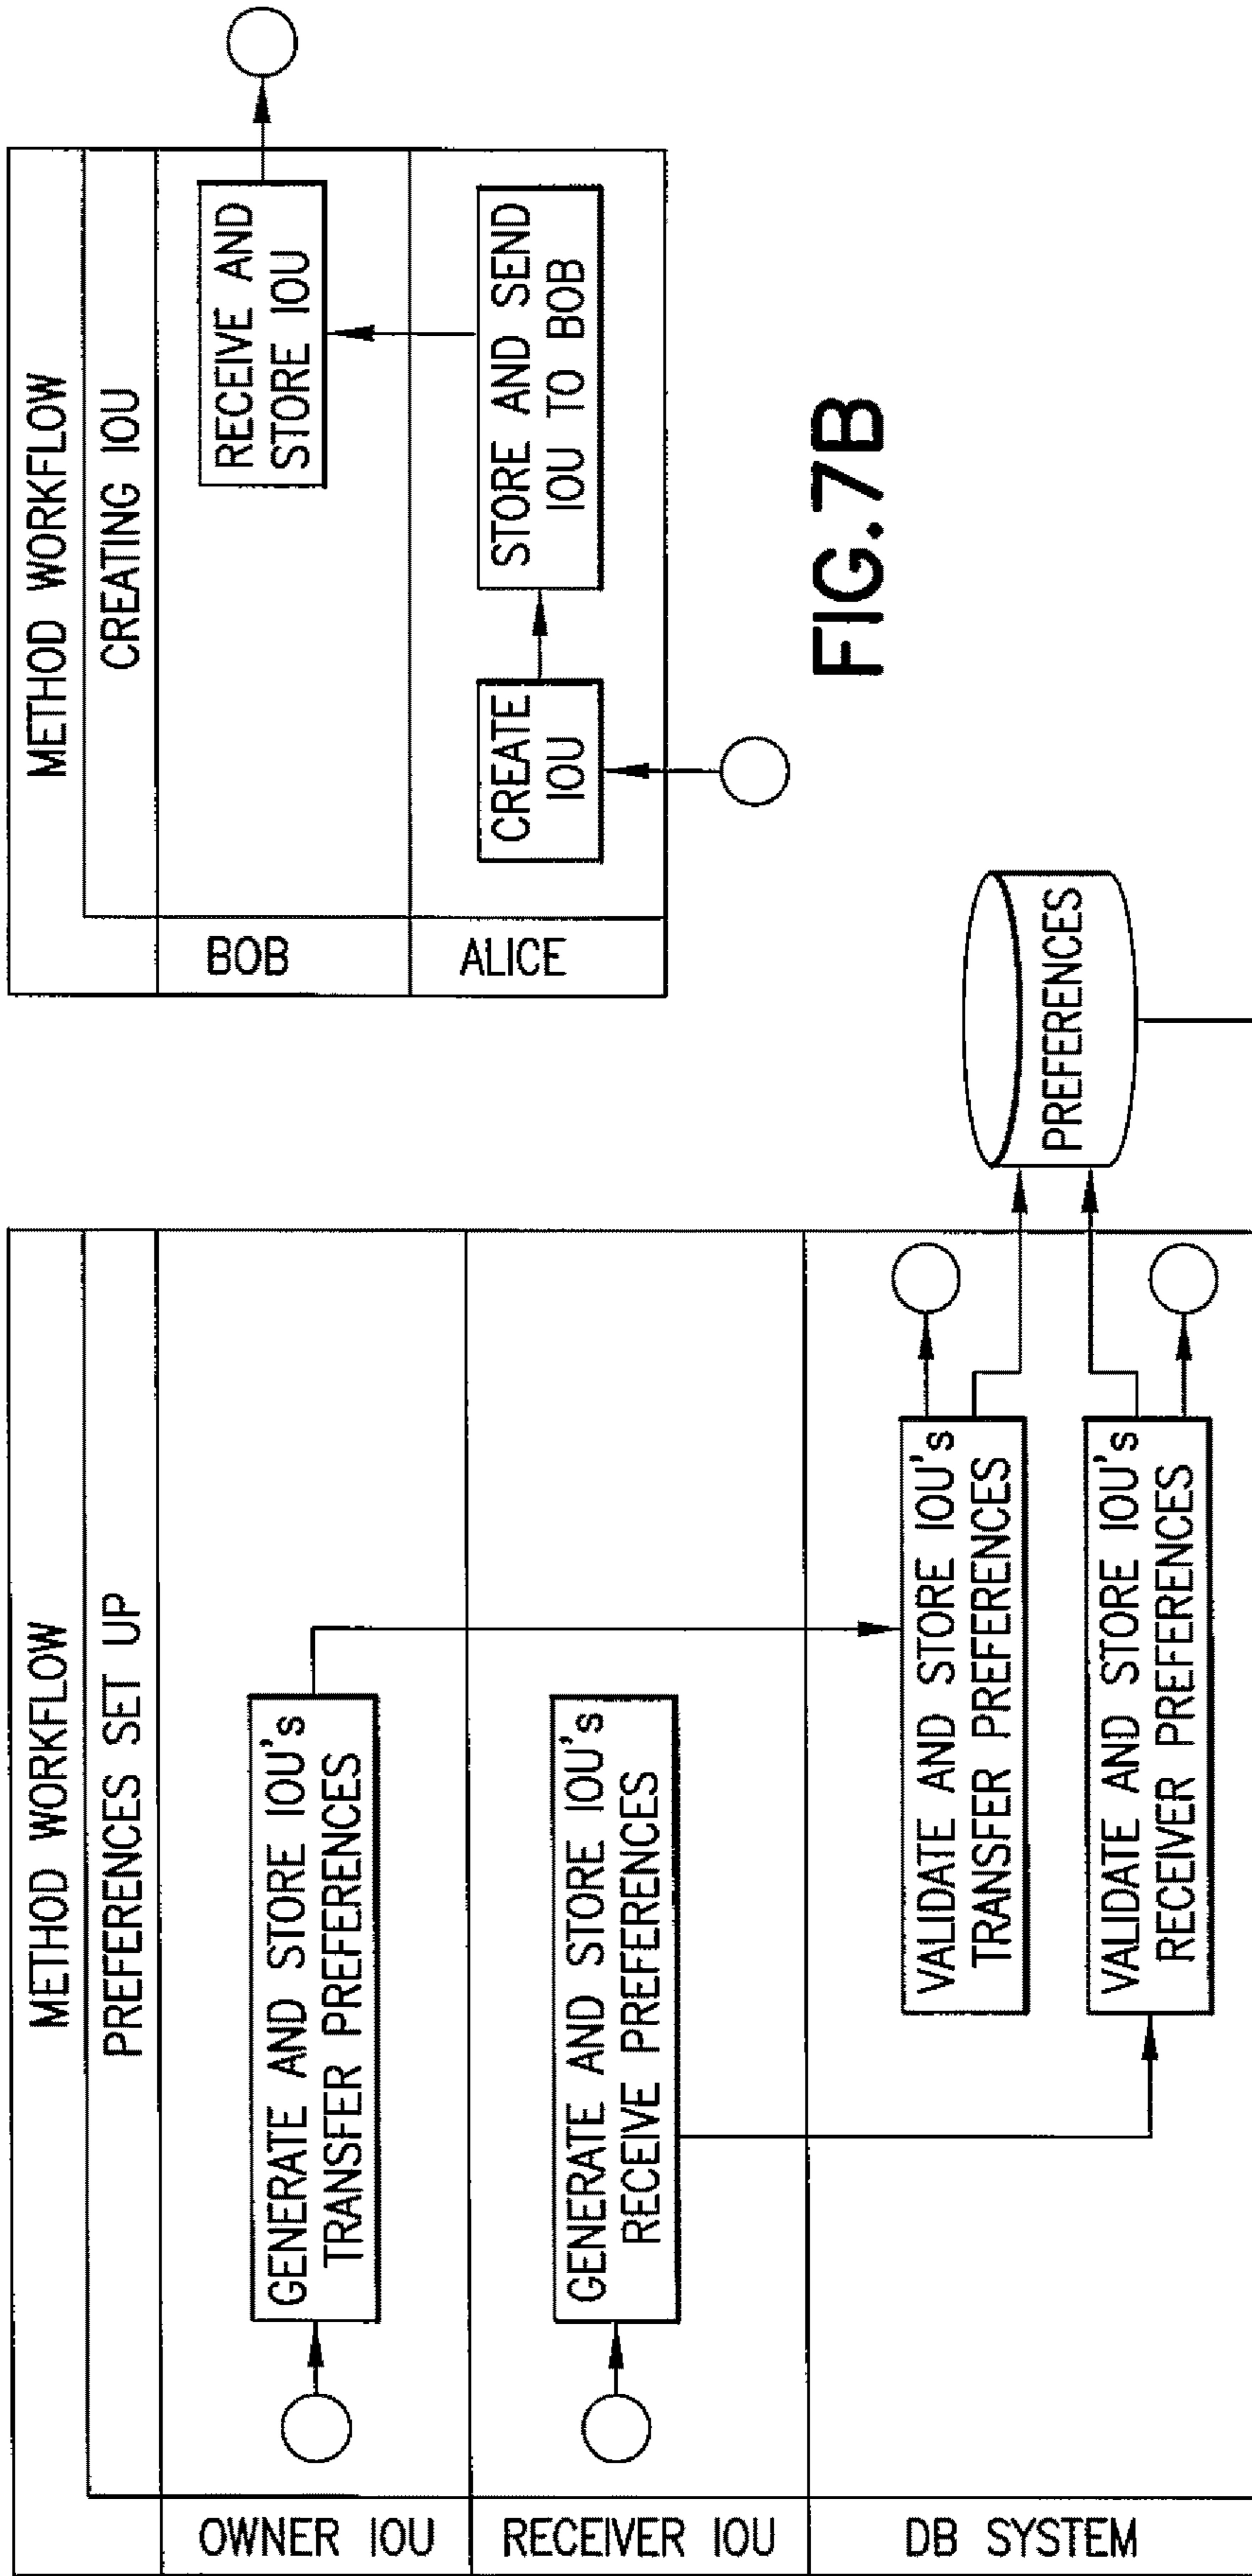 METHOD WORKFLOW
PREFERENCES SET UP
OWNER IOU
GENERATE AND STORE IOU's
TRANSFER PREFERENCES
RECEIVER IOU
GENERATE AND STORE IOU's
RECEIVE PREFERENCES
DB SYSTEM
VALIDATE AND STORE IOU's
TRANSFER PREFERENCES
VALIDATE AND STORE IOU's
RECEIVER PREFERENCES
PREFERENCES
METHOD WORKFLOW
CREATING IOU
BOB
RECEIVE AND
STORE IOU
ALICE
CREATE
IOU
STORE AND SEND
IOU TO BOB
FIG.7B